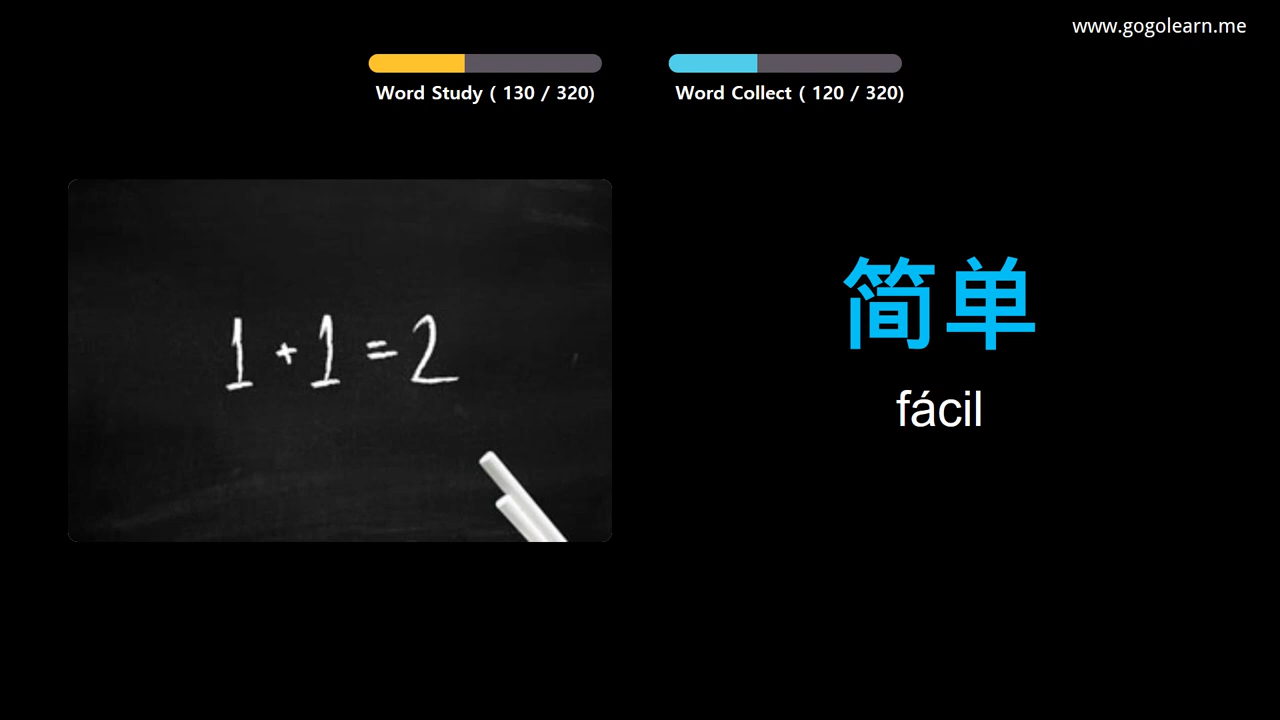 www.gogolearn.me
Word Study ( 130 / 320)
Word Collect ( 120 / 320)
1 + 1 = 2
简单
fácil